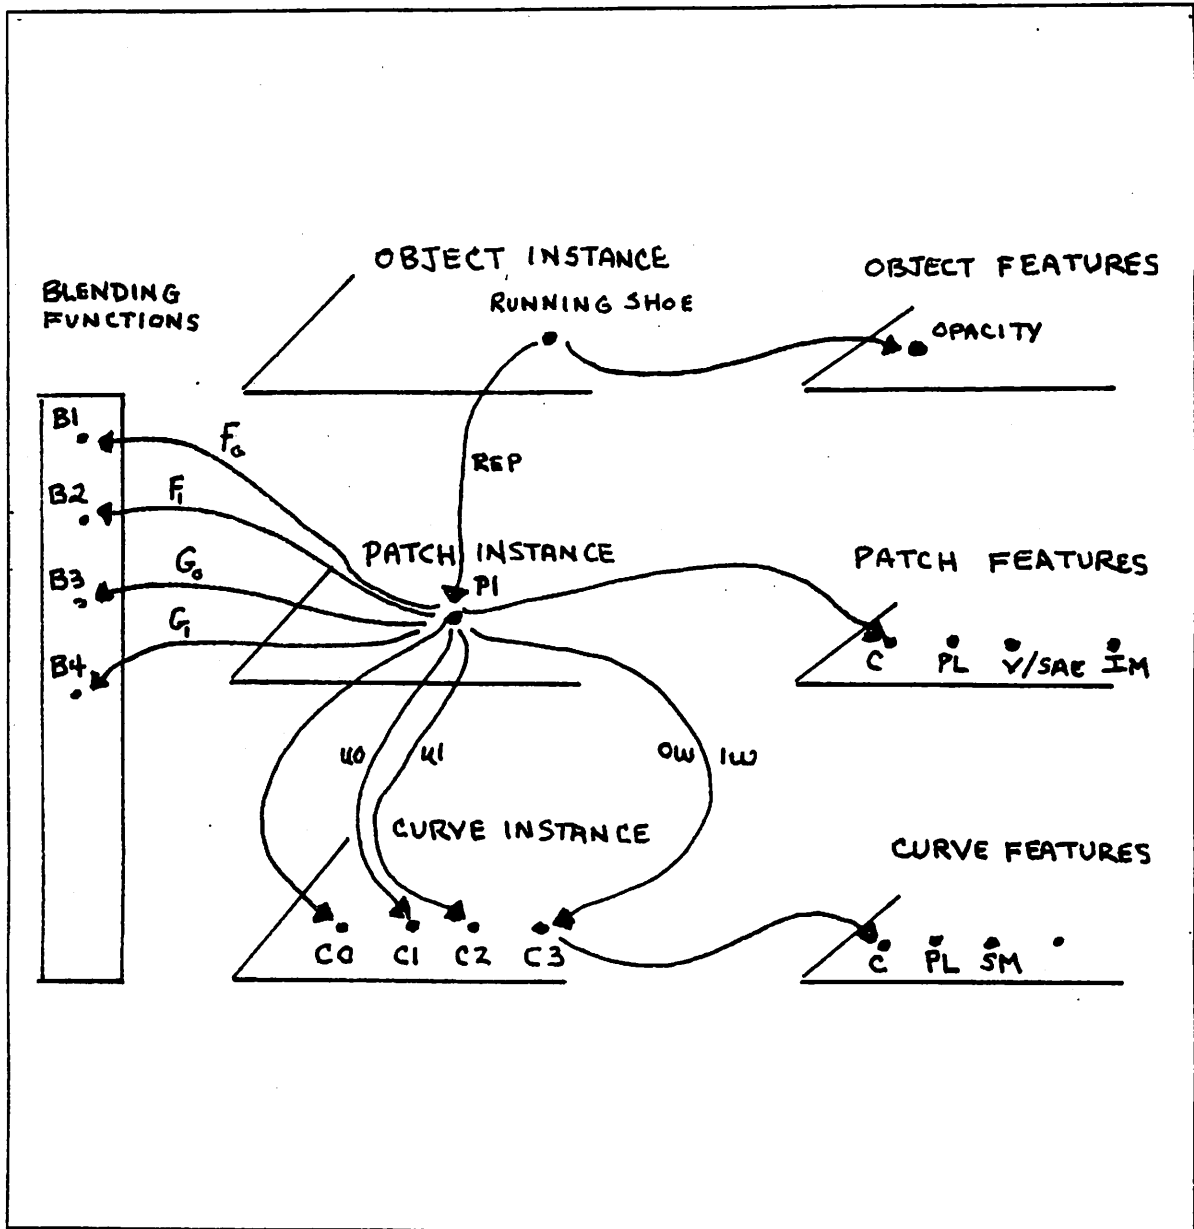 OBJECT INSTANCE
OBJECT FEATURES
BLENDING
FUNCTIONS
RUNNING SHOE
OPACITY
B1
F0
REP
B2
F1
PATCH INSTANCE
PATCH FEATURES
B3
G0
P1
G1
B4
C PL V/SAE IM
u0 u1
0W 1W
CURVE INSTANCE
CURVE FEATURES
C0 C1 C2 C3
C PL SM